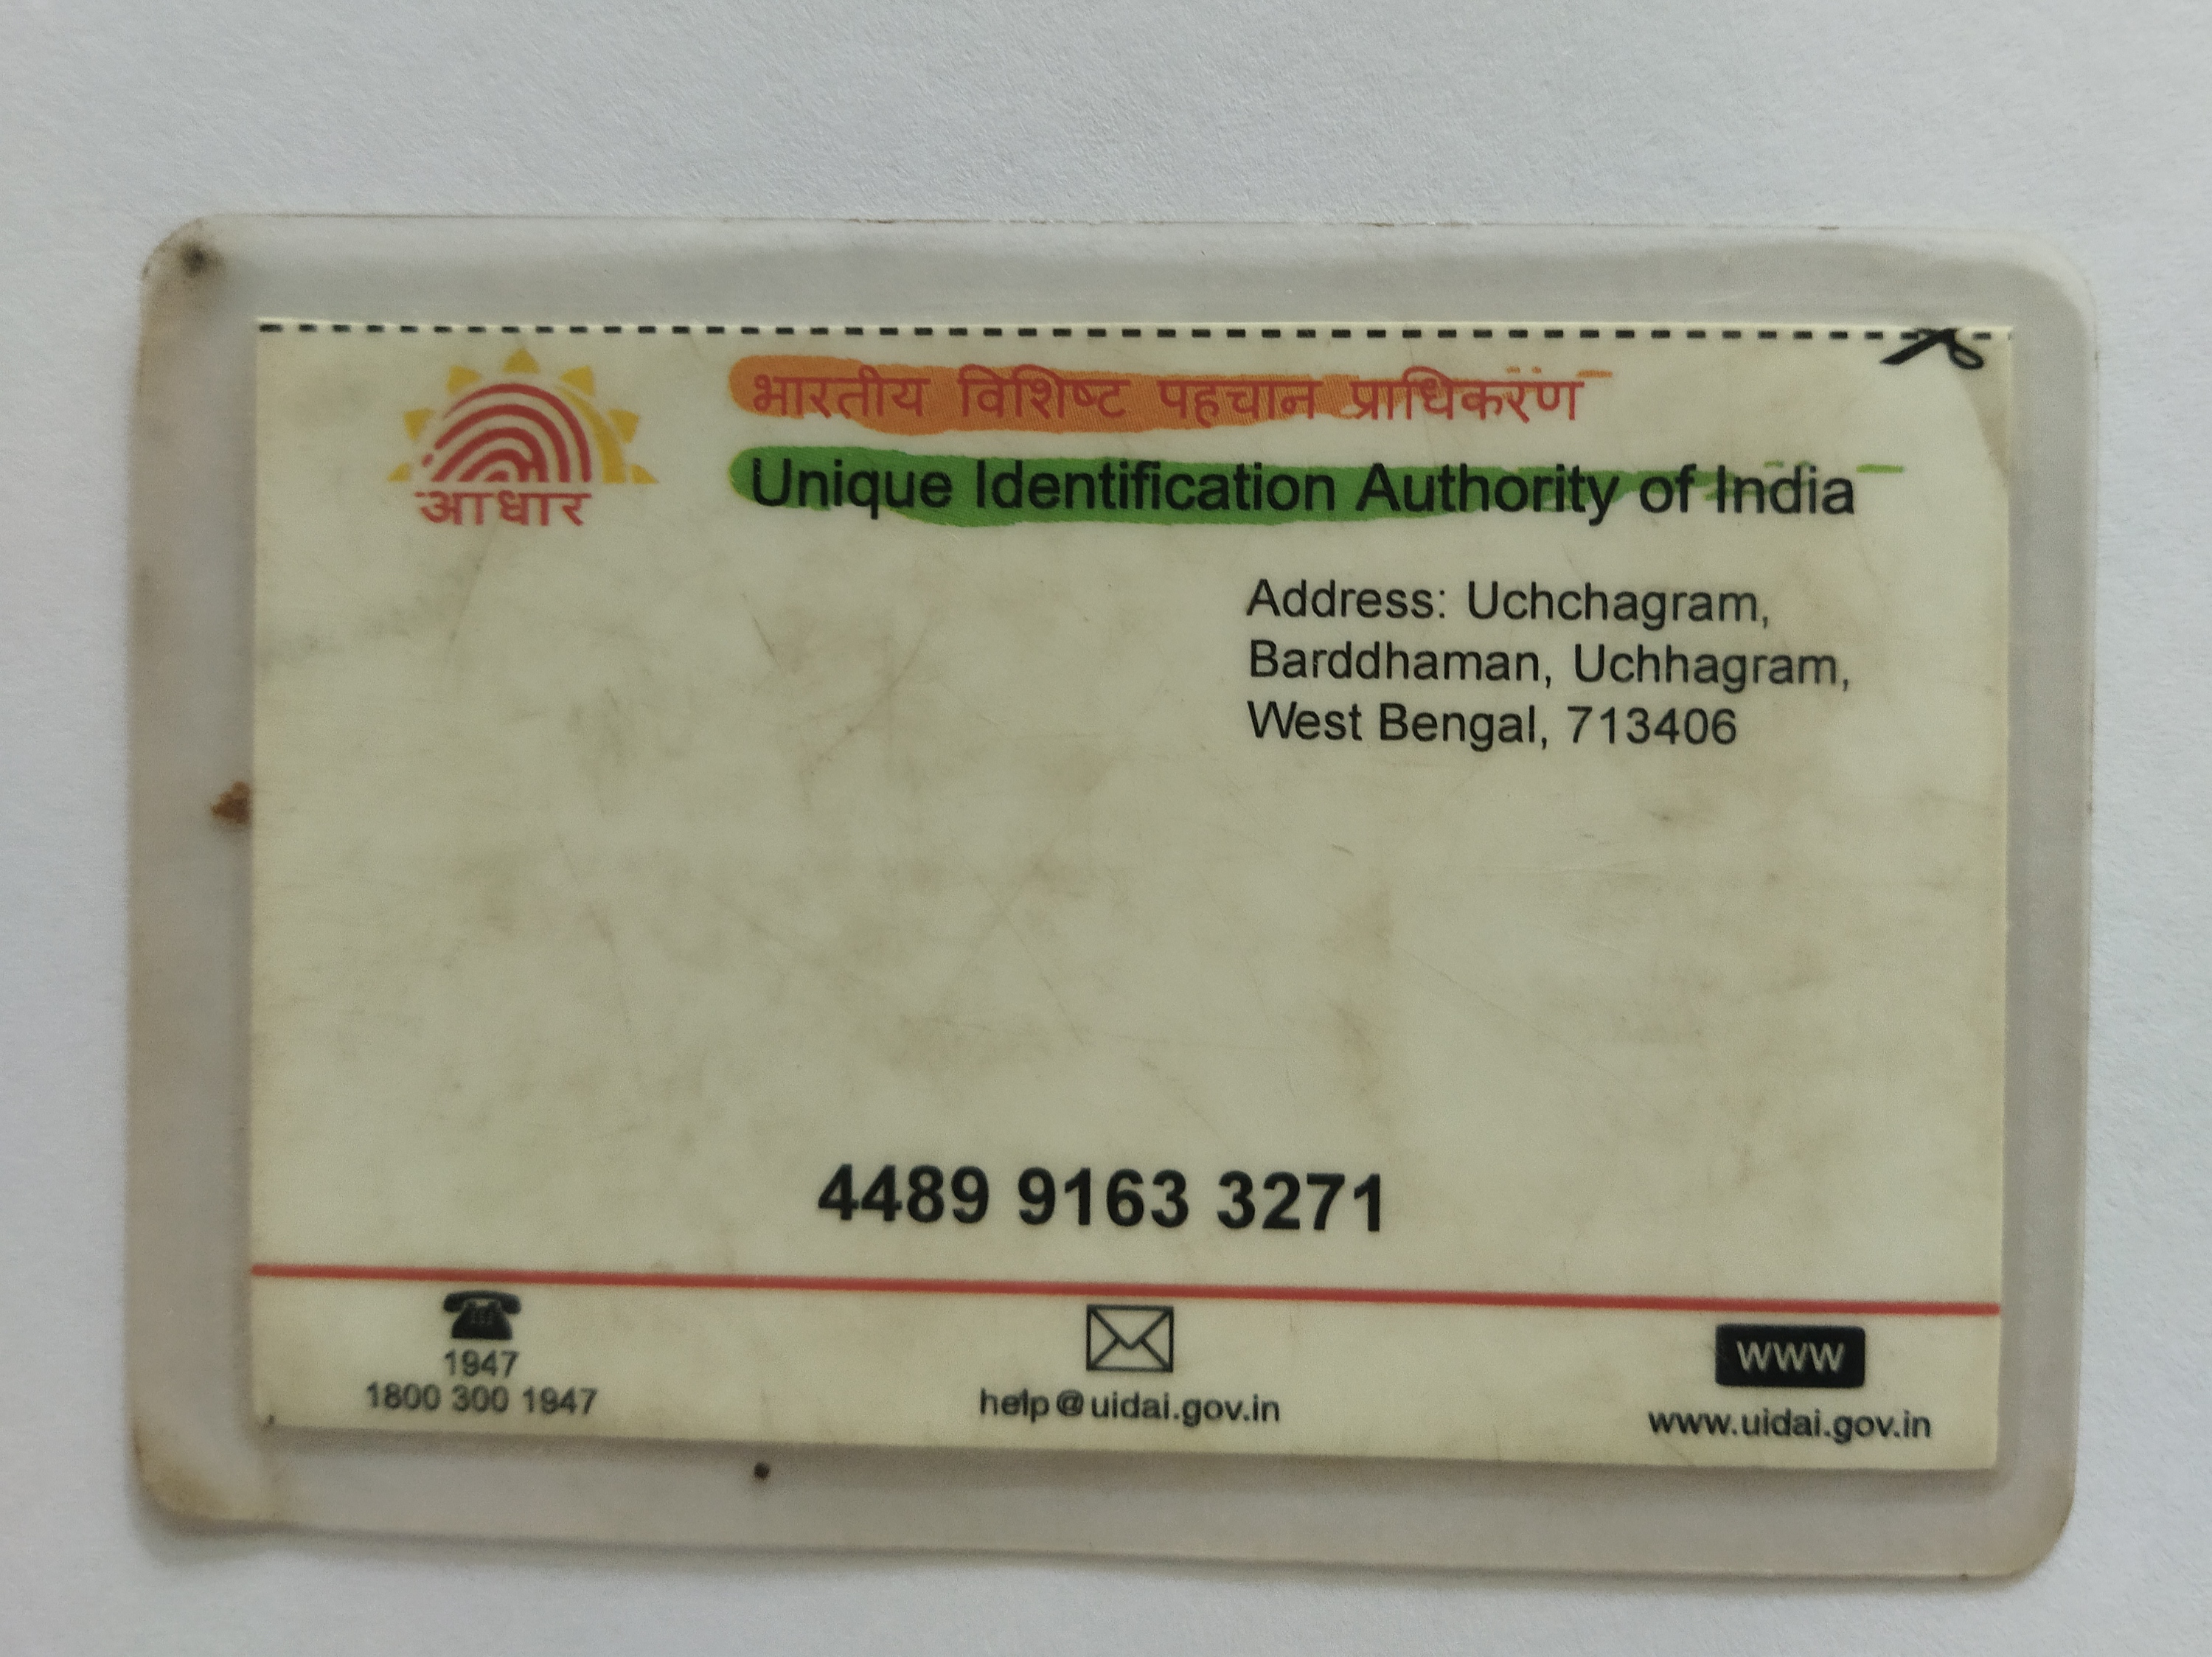 भारतीय विशिष्ट पहचान प्राधिकरण
Unique Identification Authority of India
आधार
Address: Uchchagram,
Barddhaman, Uchhagram,
West Bengal, 713406
4489 9163 3271
1947
1800 300 1947
help@uidai.gov.in
WWW
www.uidai.gov.in